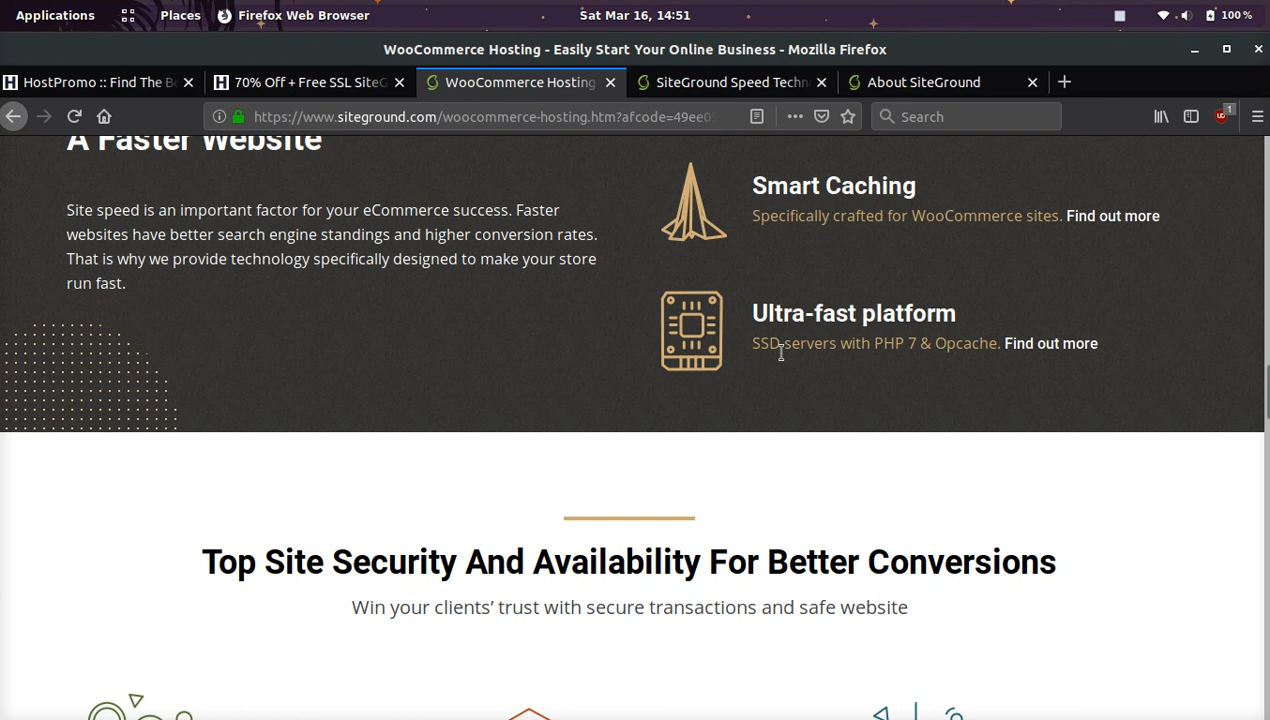 Applications Places Firefox Web Browser Sat Mar 16, 14:51 100 %
WooCommerce Hosting - Easily Start Your Online Business - Mozilla Firefox
HostPromo :: Find The Be 70% Off + Free SSL SiteG WooCommerce Hosting SiteGround Speed Techn About SiteGround
https://www.siteground.com/woocommerce-hosting.htm?afcode=49ee0 Search 1
A Faster Website
Site speed is an important factor for your eCommerce success. Faster
websites have better search engine standings and higher conversion rates.
That is why we provide technology specifically designed to make your store
run fast.
Smart Caching
Specifically crafted for WooCommerce sites. Find out more
Ultra-fast platform
SSD servers with PHP 7 & Opcache. Find out more
Top Site Security And Availability For Better Conversions
Win your clients’ trust with secure transactions and safe website